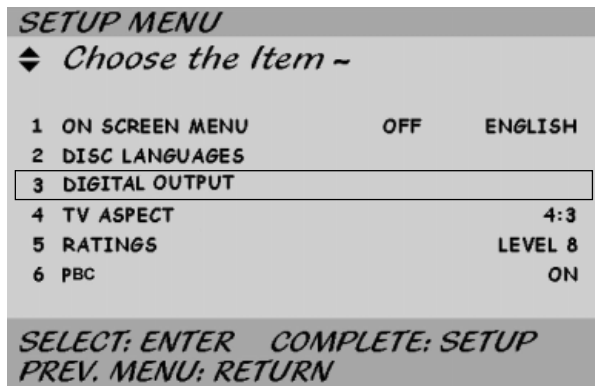 SETUP MENU
Choose the Item ~
1 ON SCREEN MENU OFF ENGLISH
2 DISC LANGUAGES
3 DIGITAL OUTPUT
4 TV ASPECT 4:3
5 RATINGS LEVEL 8
6 PBC ON
SELECT: ENTER COMPLETE: SETUP
PREV. MENU: RETURN